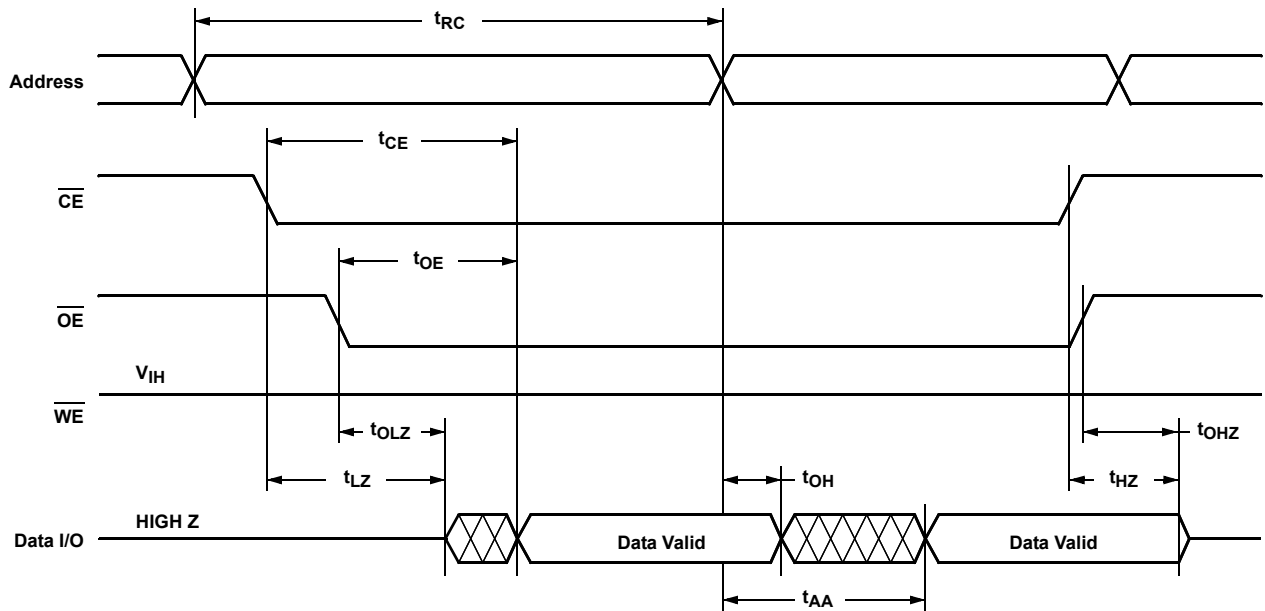 tRC
Address
tCE
CE
tOE
OE
VIH
WE
tOLZ
tOHZ
tLZ
tOH
tHZ
HIGH Z
Data I/O
Data Valid
Data Valid
tAA